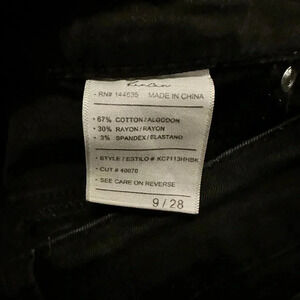 KanCan
- RN# 144535 MADE IN CHINA
- 67% COTTON/ALGODON
- 30% RAYON/RAYON
- 3% SPANDEX/ELASTANO
- STYLE / ESTILO # KC7113HHBK
- CUT # 40070
- SEE CARE ON REVERSE
9 / 28